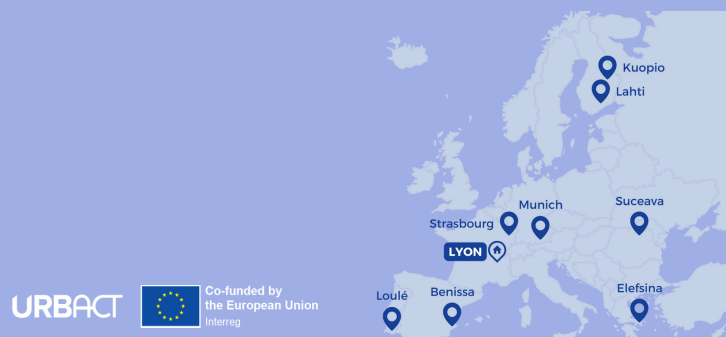 Kuopio
Lahti
Suceava
Munich
Strasbourg
LYON
URBACT
Co-funded by
the European Union
Interreg
Loulé
Benissa
Elefsina